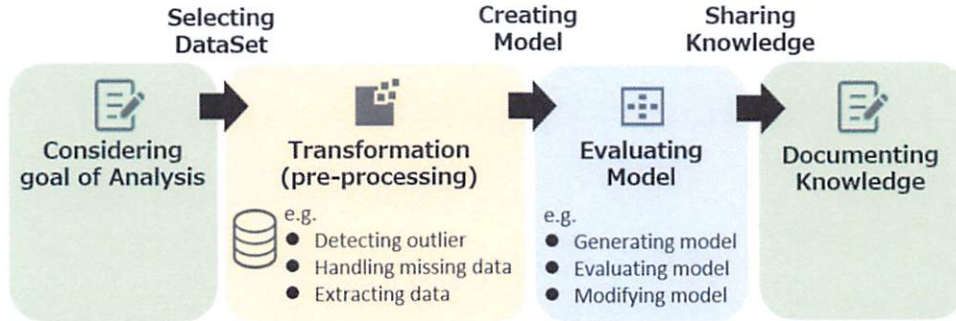 Selecting
DataSet
Creating
Model
Sharing
Knowledge
Considering
goal of Analysis
Transformation
(pre-processing)
e.g.
● Detecting outlier
● Handling missing data
● Extracting data
Evaluating
Model
e.g.
● Generating model
● Evaluating model
● Modifying model
Documenting
Knowledge